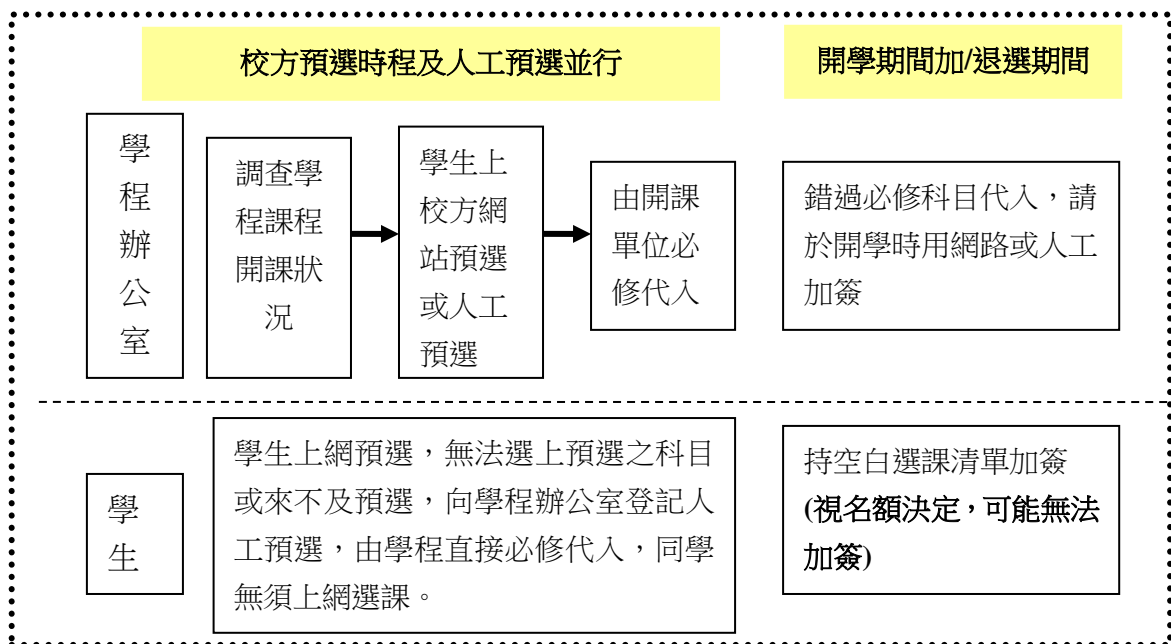 校方預選時程及人工預選並行
開學期間加/退選期間
學
程
辦
公
室
調查學
程課程
開課狀
況
學生上
校方網
站預選
或人工
預選
由開課
單位必
修代入
錯過必修科目代入，請
於開學時用網路或人工
加簽
學
生
學生上網預選，無法選上預選之科目
或來不及預選，向學程辦公室登記人
工預選，由學程直接必修代入，同學
無須上網選課。
持空白選課清單加簽
(視名額決定，可能無法
加簽)